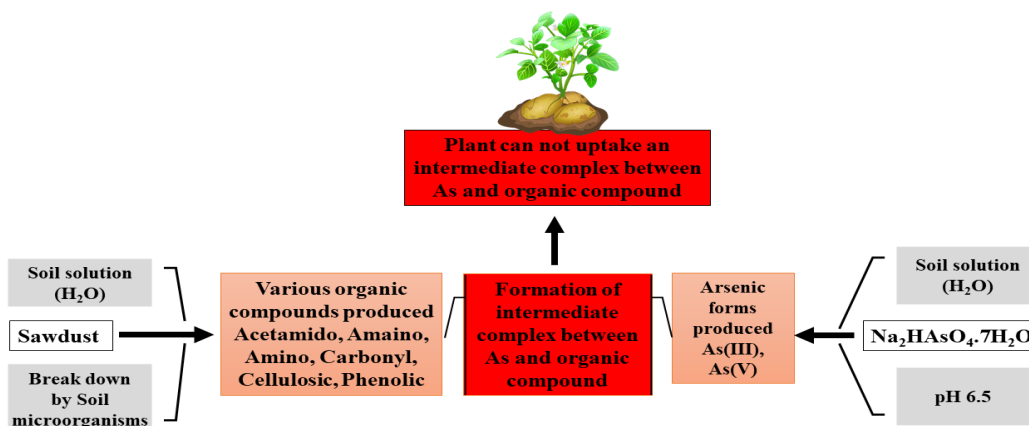 Plant can not uptake an
intermediate complex between
As and organic compound
Soil solution
(H₂O)
Sawdust
Break down
by Soil
microorganisms
Various organic
compounds produced
Acetamido, Amaino,
Amino, Carbonyl,
Cellulosic, Phenolic
Formation of
intermediate
complex between
As and organic
compound
Arsenic
forms
produced
As(III),
As(V)
Soil solution
(H₂O)
Na₂HAsO₄.7H₂O
pH 6.5